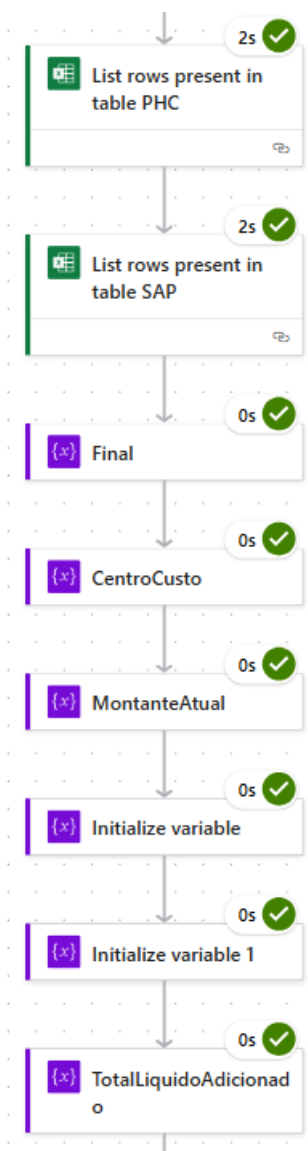 2s
List rows present in
table PHC
2s
List rows present in
table SAP
0s
{x} Final
0s
{x} CentroCusto
0s
{x} MontanteAtual
0s
{x} Initialize variable
0s
{x} Initialize variable 1
0s
{x} TotalLiquidoAdicionad
o